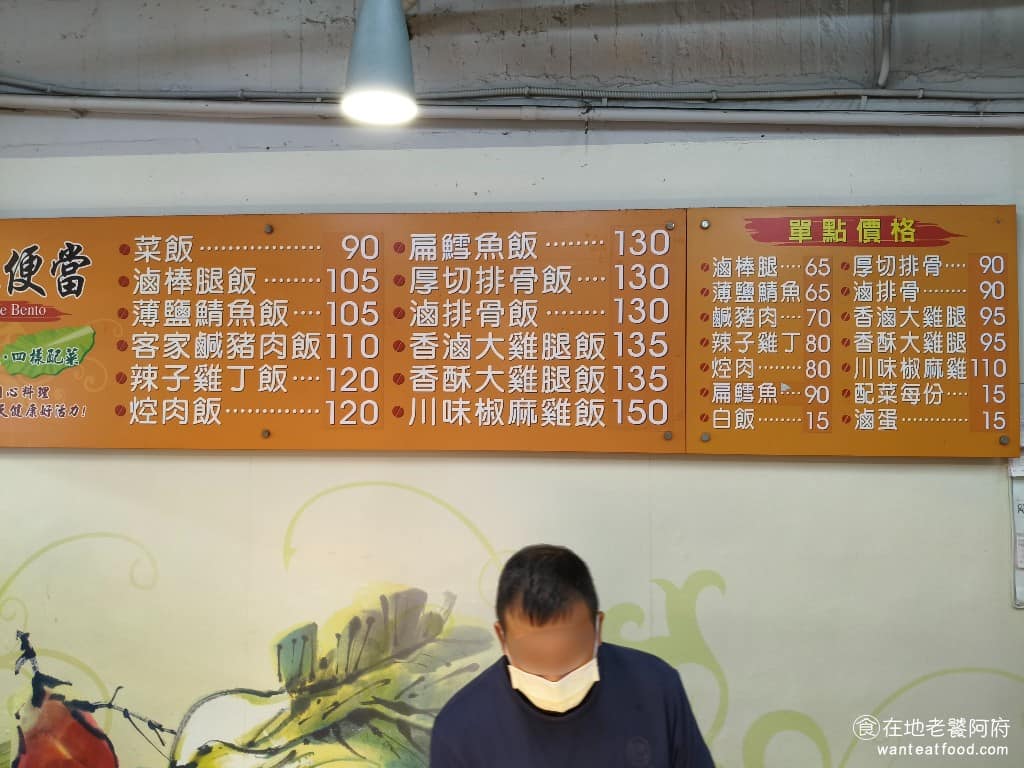 便當
e Bento
·四樣配菜
心料理
天健康好活力!
菜飯 90
滷棒腿飯 105
薄鹽鯖魚飯 105
客家鹹豬肉飯 110
辣子雞丁飯 120
焢肉飯 120
扁鱈魚飯 130
厚切排骨飯 130
滷排骨飯 130
香滷大雞腿飯 135
香酥大雞腿飯 135
川味椒麻雞飯 150
單點價格
滷棒腿 65
薄鹽鯖魚 65
鹹豬肉 70
辣子雞丁 80
焢肉 80
扁鱈魚 90
白飯 15
厚切排骨 90
滷排骨 90
香滷大雞腿 95
香酥大雞腿 95
川味椒麻雞 110
配菜每份 15
滷蛋 15
食 在地老饕阿府
wanteatfood.com